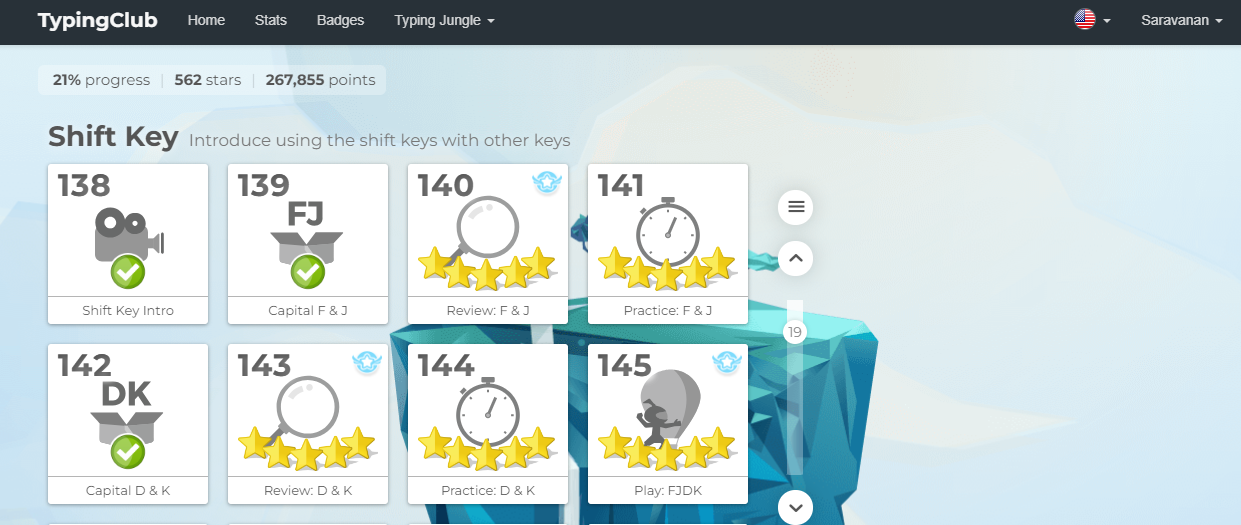 TypingClub Home Stats Badges Typing Jungle Saravanan
21% progress | 562 stars | 267,855 points
Shift Key Introduce using the shift keys with other keys
138 139 140 141
FJ
Shift Key Intro Capital F & J Review: F & J Practice: F & J
19
142 143 144 145
DK
Capital D & K Review: D & K Practice: D & K Play: FJDK